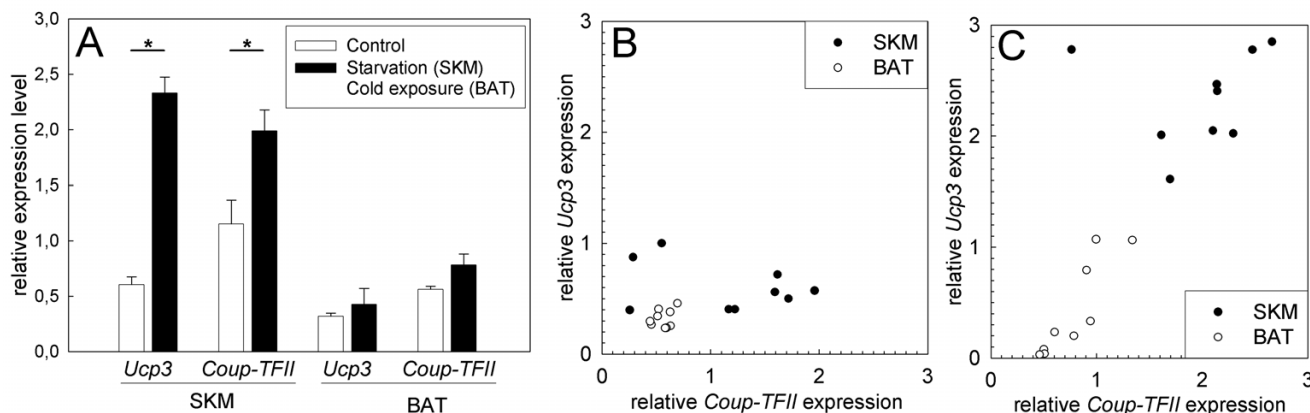 A
3,0
2,5
2,0
1,5
1,0
0,5
0,0
relative expression level
* *
Control
Starvation (SKM)
Cold exposure (BAT)
Ucp3 Coup-TFII Ucp3 Coup-TFII
SKM BAT
B
SKM
BAT
3
2
1
0
relative Ucp3 expression
0 1 2 3
relative Coup-TFII expression
C
3
2
1
0
relative Ucp3 expression
SKM
BAT
0 1 2 3
relative Coup-TFII expression